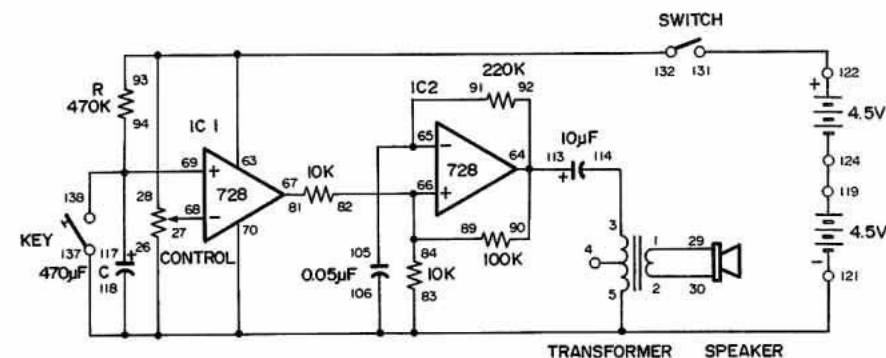 SWITCH
132 131
93
R
470K
94
IC 1
IC2
220K
91 92
+ 122
4.5V
124
119
4.5V
- 121
65
-
728
64
66
+
10µF
113 114
+
69
+
63
728
67
10K
81 82
28
68
-
27
26
70
CONTROL
138
KEY
137
117
+
470µF
C
118
105
0.05µF
106
84
10K
83
89 90
100K
3
4
5
1
2
29
30
TRANSFORMER SPEAKER